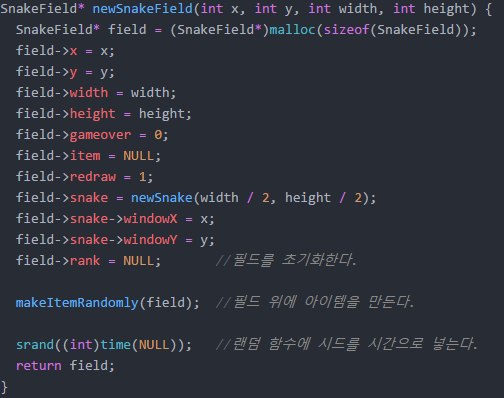 SnakeField* newSnakeField(int x, int y, int width, int height) {
  SnakeField* field = (SnakeField*)malloc(sizeof(SnakeField));
  field->x = x;
  field->y = y;
  field->width = width;
  field->height = height;
  field->gameover = 0;
  field->item = NULL;
  field->redraw = 1;
  field->snake = newSnake(width / 2, height / 2);
  field->snake->windowX = x;
  field->snake->windowY = y;
  field->rank = NULL;       //필드를 초기화한다.
  makeItemRandomly(field);  //필드 위에 아이템을 만든다.
  srand((int)time(NULL));   //랜덤 함수에 시드를 시간으로 넣는다.
  return field;
}